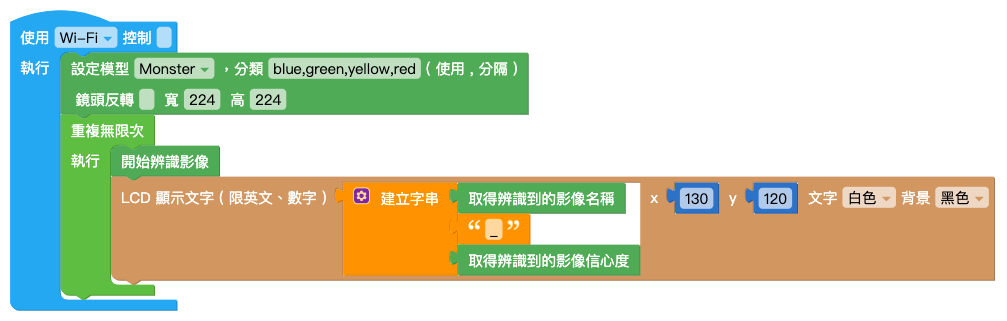 使用 Wi-Fi 控制
執行 設定模型 Monster ，分類 blue,green,yellow,red ( 使用 , 分隔 )
鏡頭反轉 寬 224 高 224
重複無限次
執行 開始辨識影像
LCD 顯示文字 ( 限英文、數字 ) 建立字串 取得辨識到的影像名稱 x 130 y 120 文字 白色 背景 黑色
“ _ ”
取得辨識到的影像信心度